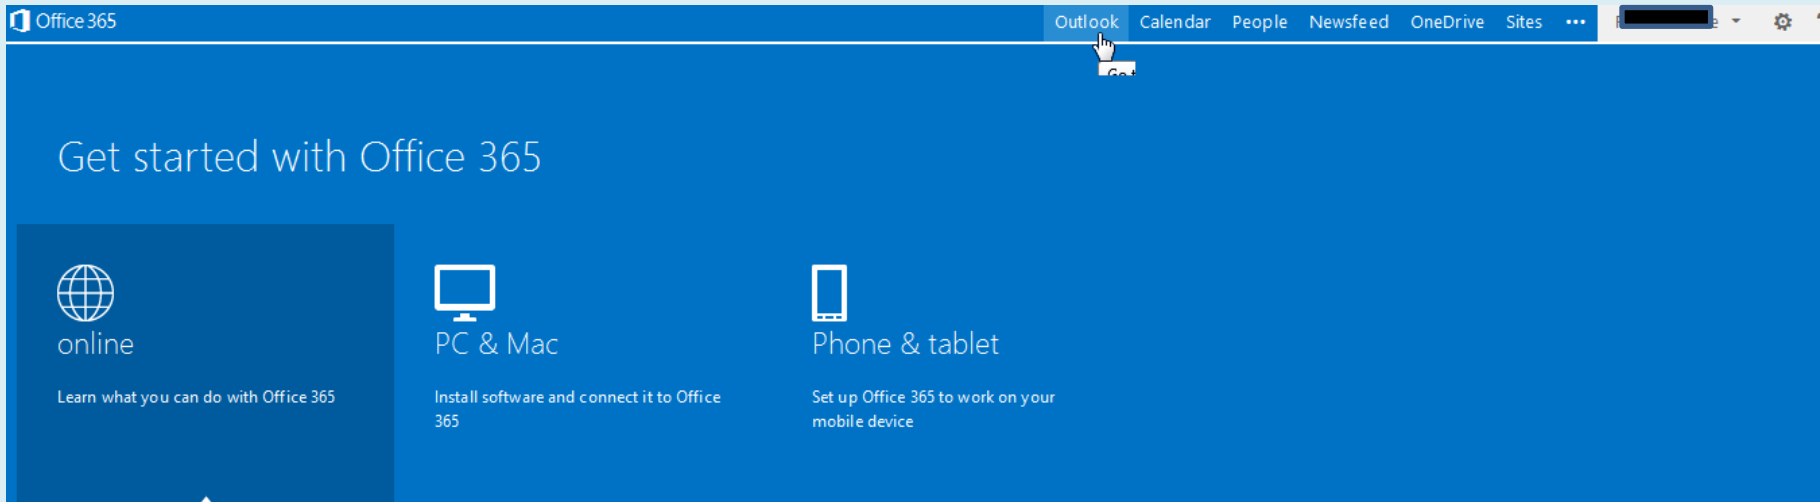 Office 365
Outlook Calendar People Newsfeed OneDrive Sites •••
Get started with Office 365
online
Learn what you can do with Office 365
PC & Mac
Install software and connect it to Office
365
Phone & tablet
Set up Office 365 to work on your
mobile device